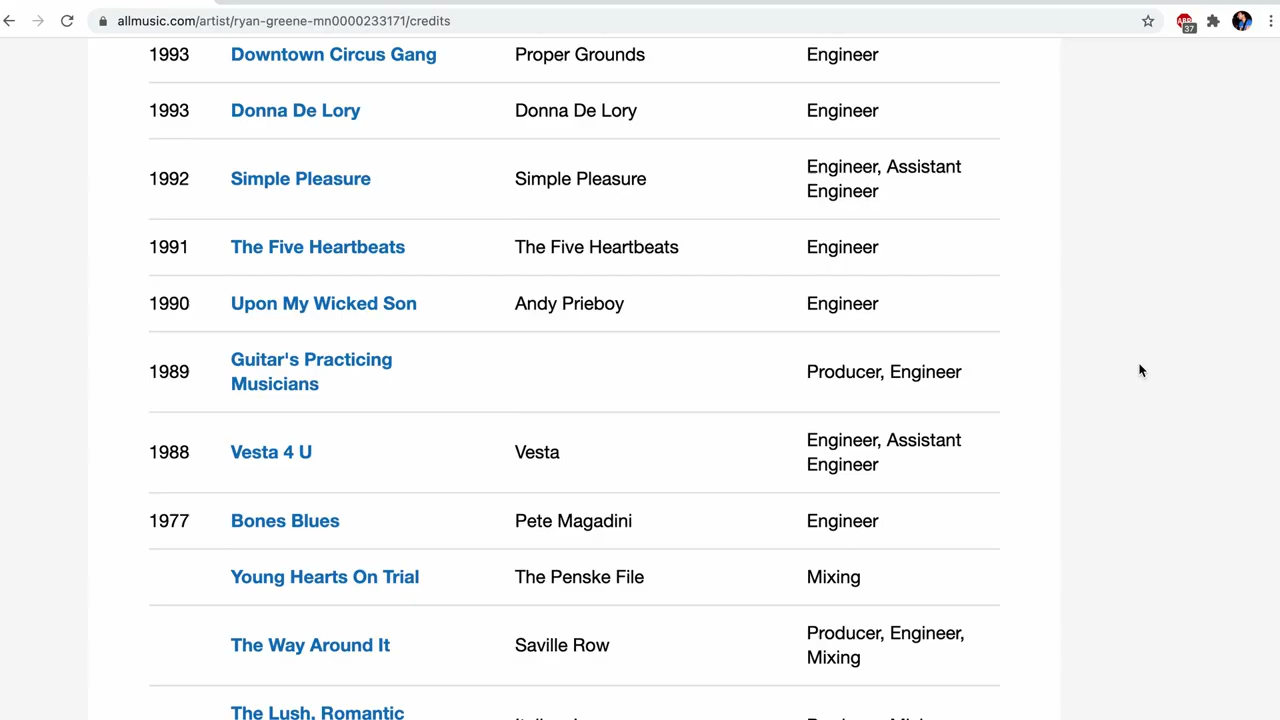 allmusic.com/artist/ryan-greene-mn0000233171/credits
37
1993 Downtown Circus Gang Proper Grounds Engineer
1993 Donna De Lory Donna De Lory Engineer
1992 Simple Pleasure Simple Pleasure Engineer, Assistant
Engineer
1991 The Five Heartbeats The Five Heartbeats Engineer
1990 Upon My Wicked Son Andy Prieboy Engineer
1989 Guitar's Practicing
Musicians Producer, Engineer
1988 Vesta 4 U Vesta Engineer, Assistant
Engineer
1977 Bones Blues Pete Magadini Engineer
Young Hearts On Trial The Penske File Mixing
The Way Around It Saville Row Producer, Engineer,
Mixing
The Lush, Romantic